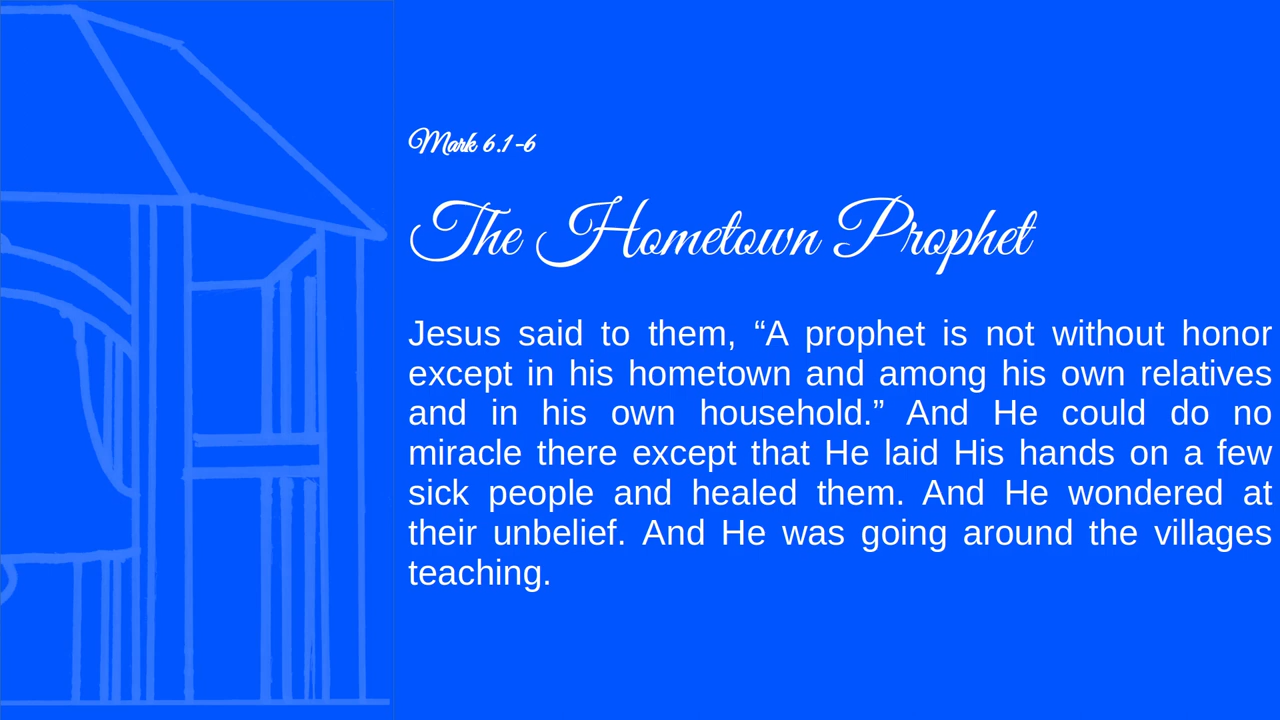 Mark 6.1-6
The Hometown Prophet
Jesus said to them, “A prophet is not without honor
except in his hometown and among his own relatives
and in his own household.” And He could do no
miracle there except that He laid His hands on a few
sick people and healed them. And He wondered at
their unbelief. And He was going around the villages
teaching.